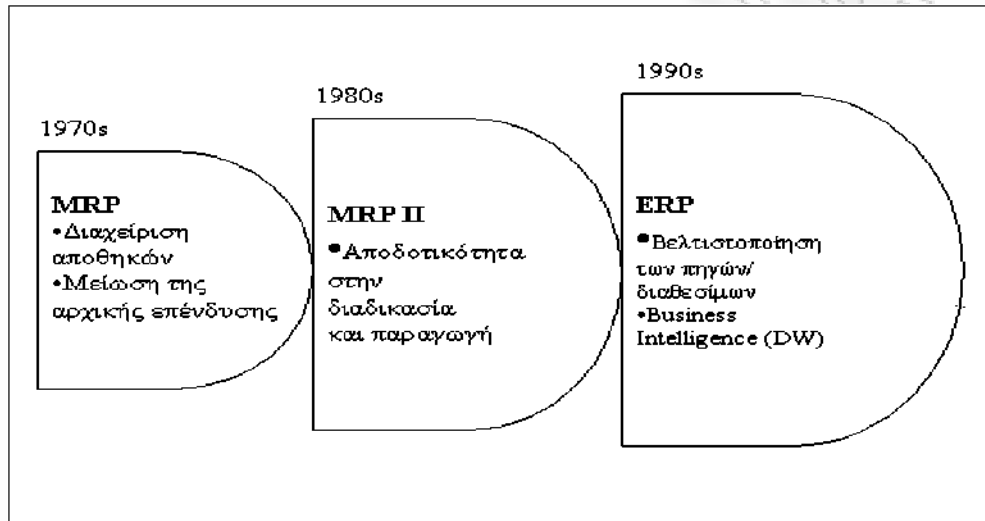 1970s
MRP
•Διαχείριση
αποθηκών
•Μείωση της
αρχικής επένδυσης
1980s
MRP II
•Αποδοτικότητα
στην
διαδικασία
και παραγωγή
1990s
ERP
•Βελτιστοποίηση
των πηγών/
διαθεσίμων
•Business
Intelligence (DW)